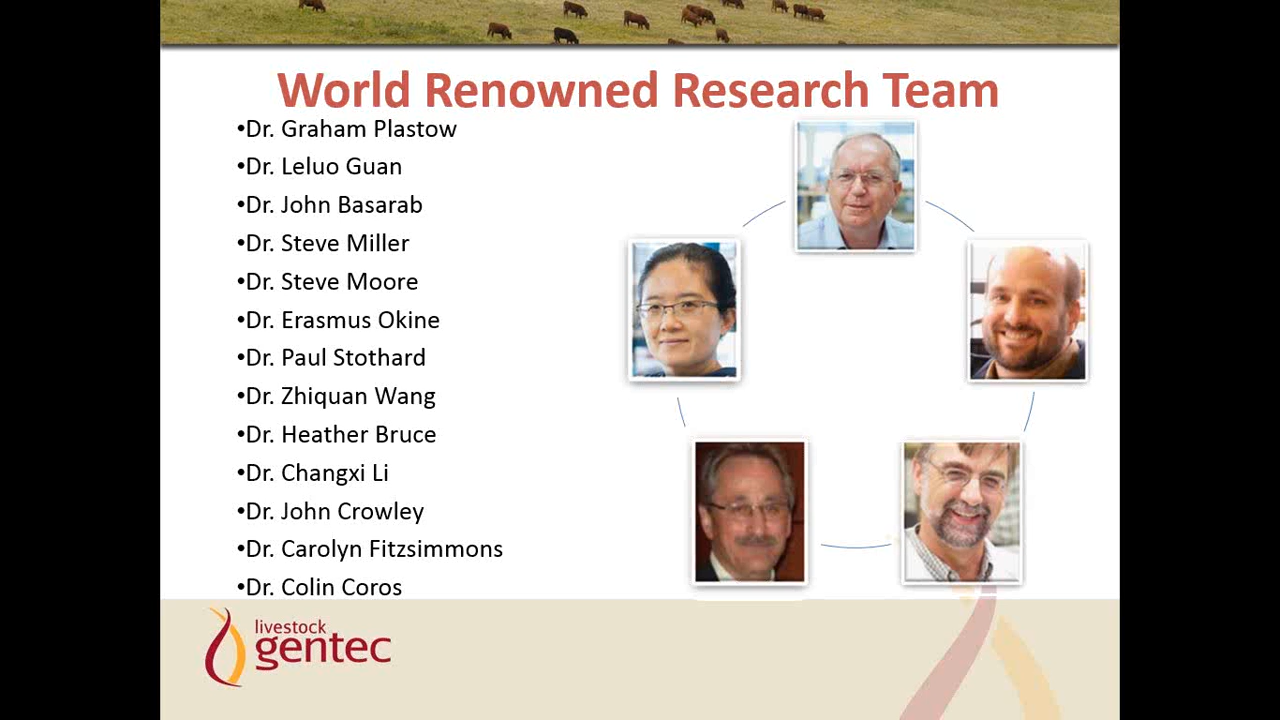 World Renowned Research Team
•Dr. Graham Plastow
•Dr. Leluo Guan
•Dr. John Basarab
•Dr. Steve Miller
•Dr. Steve Moore
•Dr. Erasmus Okine
•Dr. Paul Stothard
•Dr. Zhiquan Wang
•Dr. Heather Bruce
•Dr. Changxi Li
•Dr. John Crowley
•Dr. Carolyn Fitzsimmons
•Dr. Colin Coros
livestock
gentec